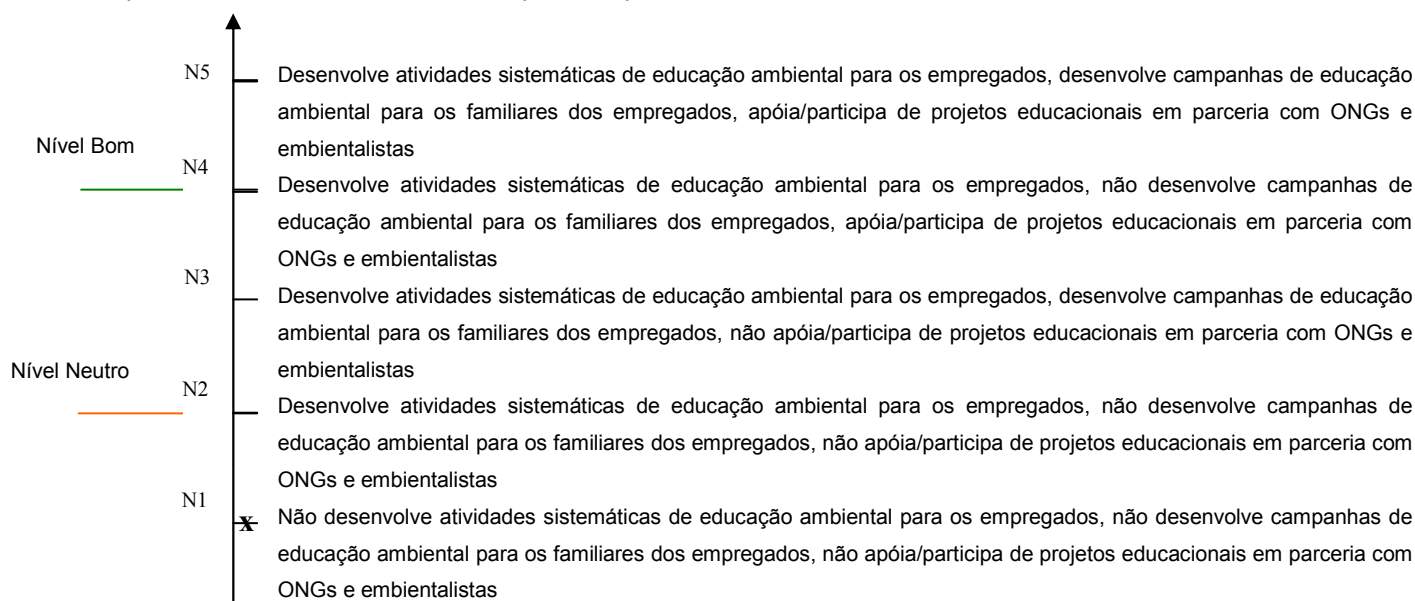 N5
Desenvolve atividades sistemáticas de educação ambiental para os empregados, desenvolve campanhas de educação
ambiental para os familiares dos empregados, apóia/participa de projetos educacionais em parceria com ONGs e
embientalistas
Nível Bom
N4
Desenvolve atividades sistemáticas de educação ambiental para os empregados, não desenvolve campanhas de
educação ambiental para os familiares dos empregados, apóia/participa de projetos educacionais em parceria com
ONGs e embientalistas
N3
Desenvolve atividades sistemáticas de educação ambiental para os empregados, desenvolve campanhas de educação
ambiental para os familiares dos empregados, não apóia/participa de projetos educacionais em parceria com ONGs e
embientalistas
Nível Neutro
N2
Desenvolve atividades sistemáticas de educação ambiental para os empregados, não desenvolve campanhas de
educação ambiental para os familiares dos empregados, não apóia/participa de projetos educacionais em parceria com
ONGs e embientalistas
N1
x
Não desenvolve atividades sistemáticas de educação ambiental para os empregados, não desenvolve campanhas de
educação ambiental para os familiares dos empregados, não apóia/participa de projetos educacionais em parceria com
ONGs e embientalistas